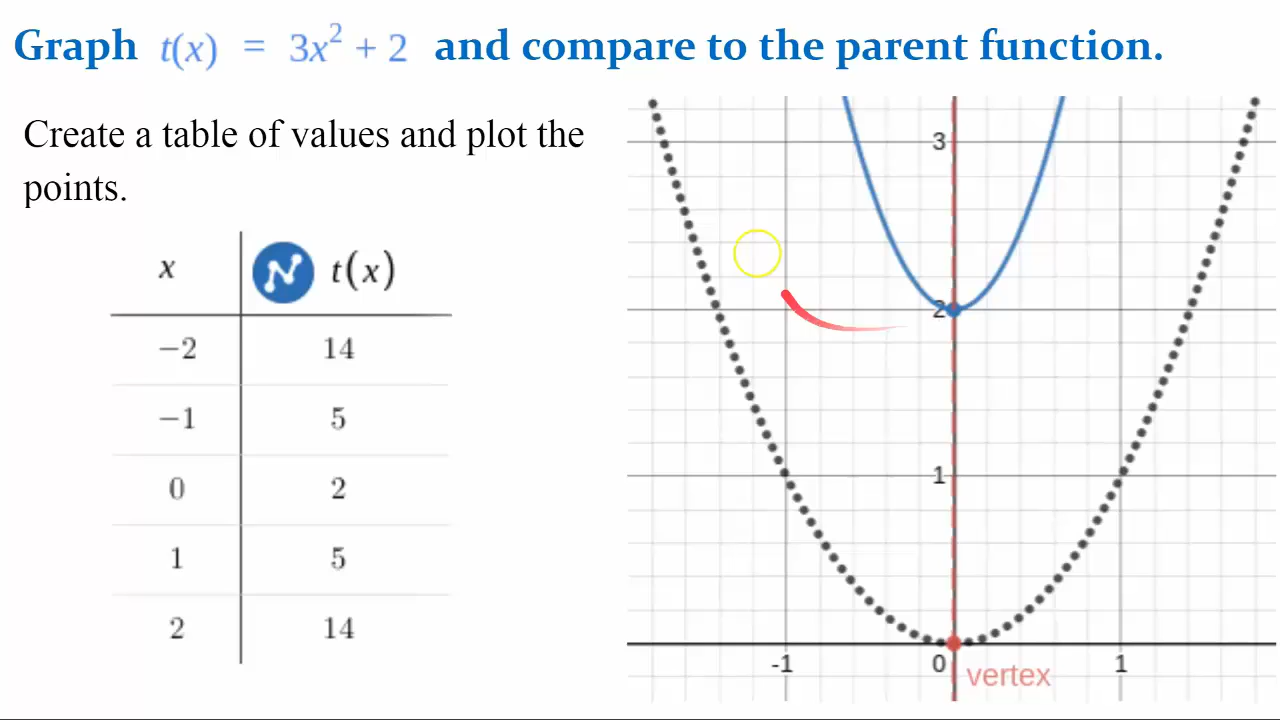 Graph t(x) = 3x² + 2 and compare to the parent function.
Create a table of values and plot the
points.
x t(x)
−2 14
−1 5
0 2
1 5
2 14
3
2
1
-1 0 1
vertex